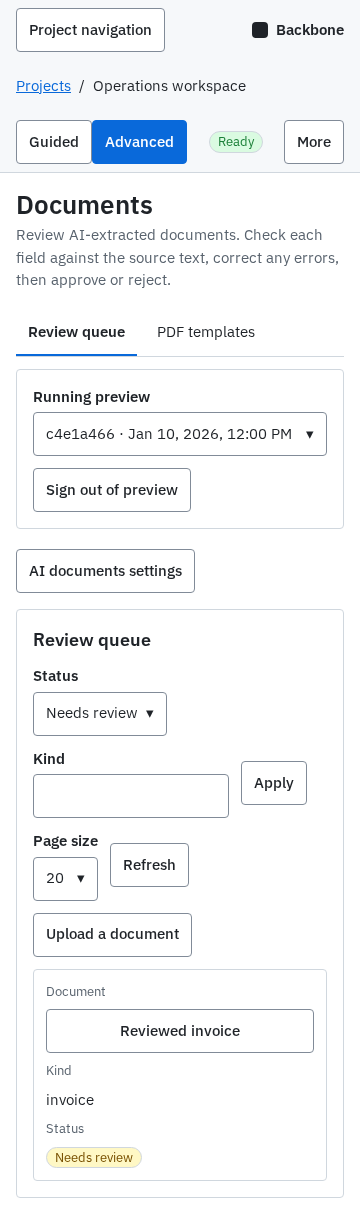 Project navigation
Backbone
Projects / Operations workspace
Guided
Advanced
Ready
More
Documents
Review AI-extracted documents. Check each
field against the source text, correct any errors,
then approve or reject.
Review queue
PDF templates
Running preview
c4e1a466 · Jan 10, 2026, 12:00 PM ▾
Sign out of preview
AI documents settings
Review queue
Status
Needs review ▾
Kind
Apply
Page size
20 ▾
Refresh
Upload a document
Document
Reviewed invoice
Kind
invoice
Status
Needs review